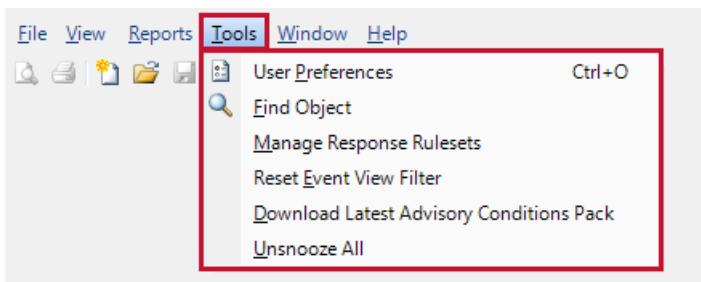 File View Reports Tools Window Help
User Preferences Ctrl+O
Find Object
Manage Response Rulesets
Reset Event View Filter
Download Latest Advisory Conditions Pack
Unsnooze All